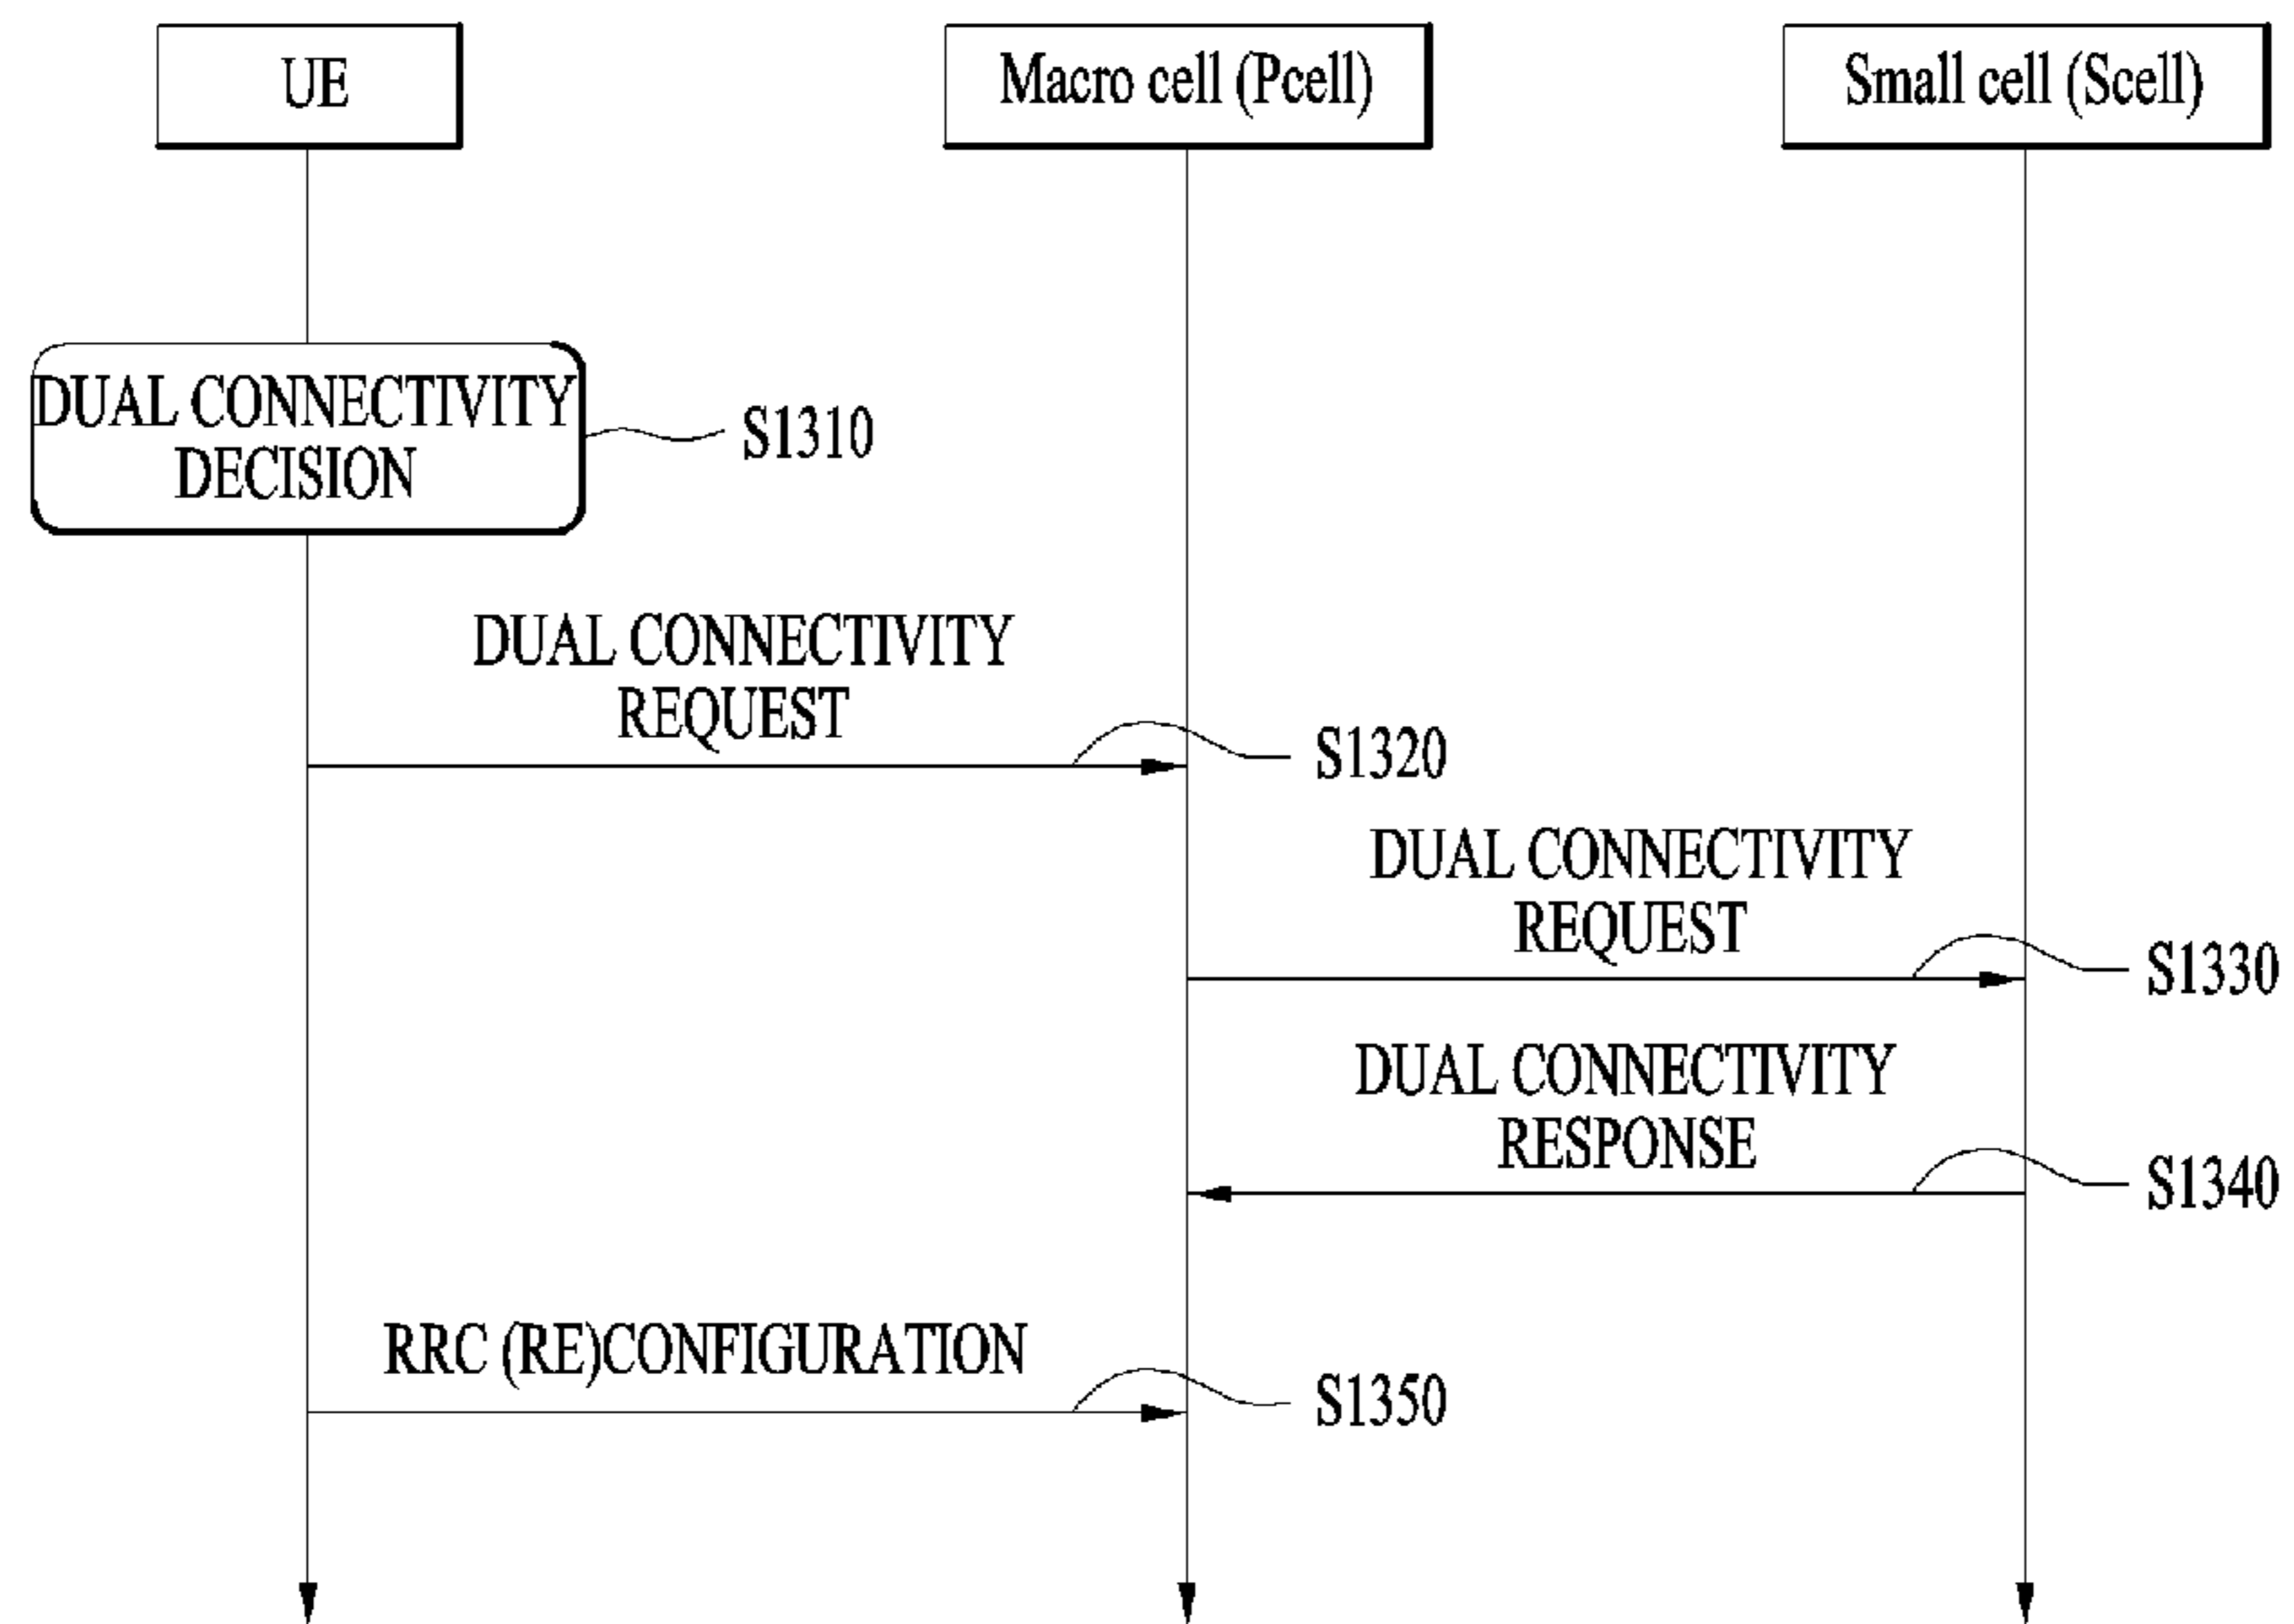 UE
Macro cell (Pcell)
Small cell (Scell)
DUAL CONNECTIVITY
DECISION
S1310
DUAL CONNECTIVITY
REQUEST
S1320
DUAL CONNECTIVITY
REQUEST
S1330
DUAL CONNECTIVITY
RESPONSE
S1340
RRC (RE)CONFIGURATION
S1350